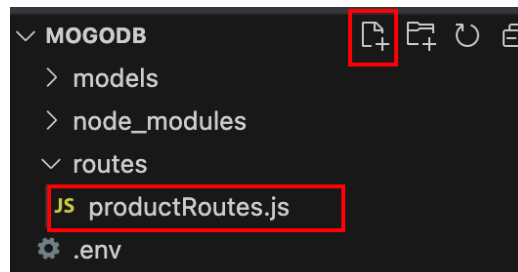 MOGODB
models
node_modules
routes
JS productRoutes.js
.env